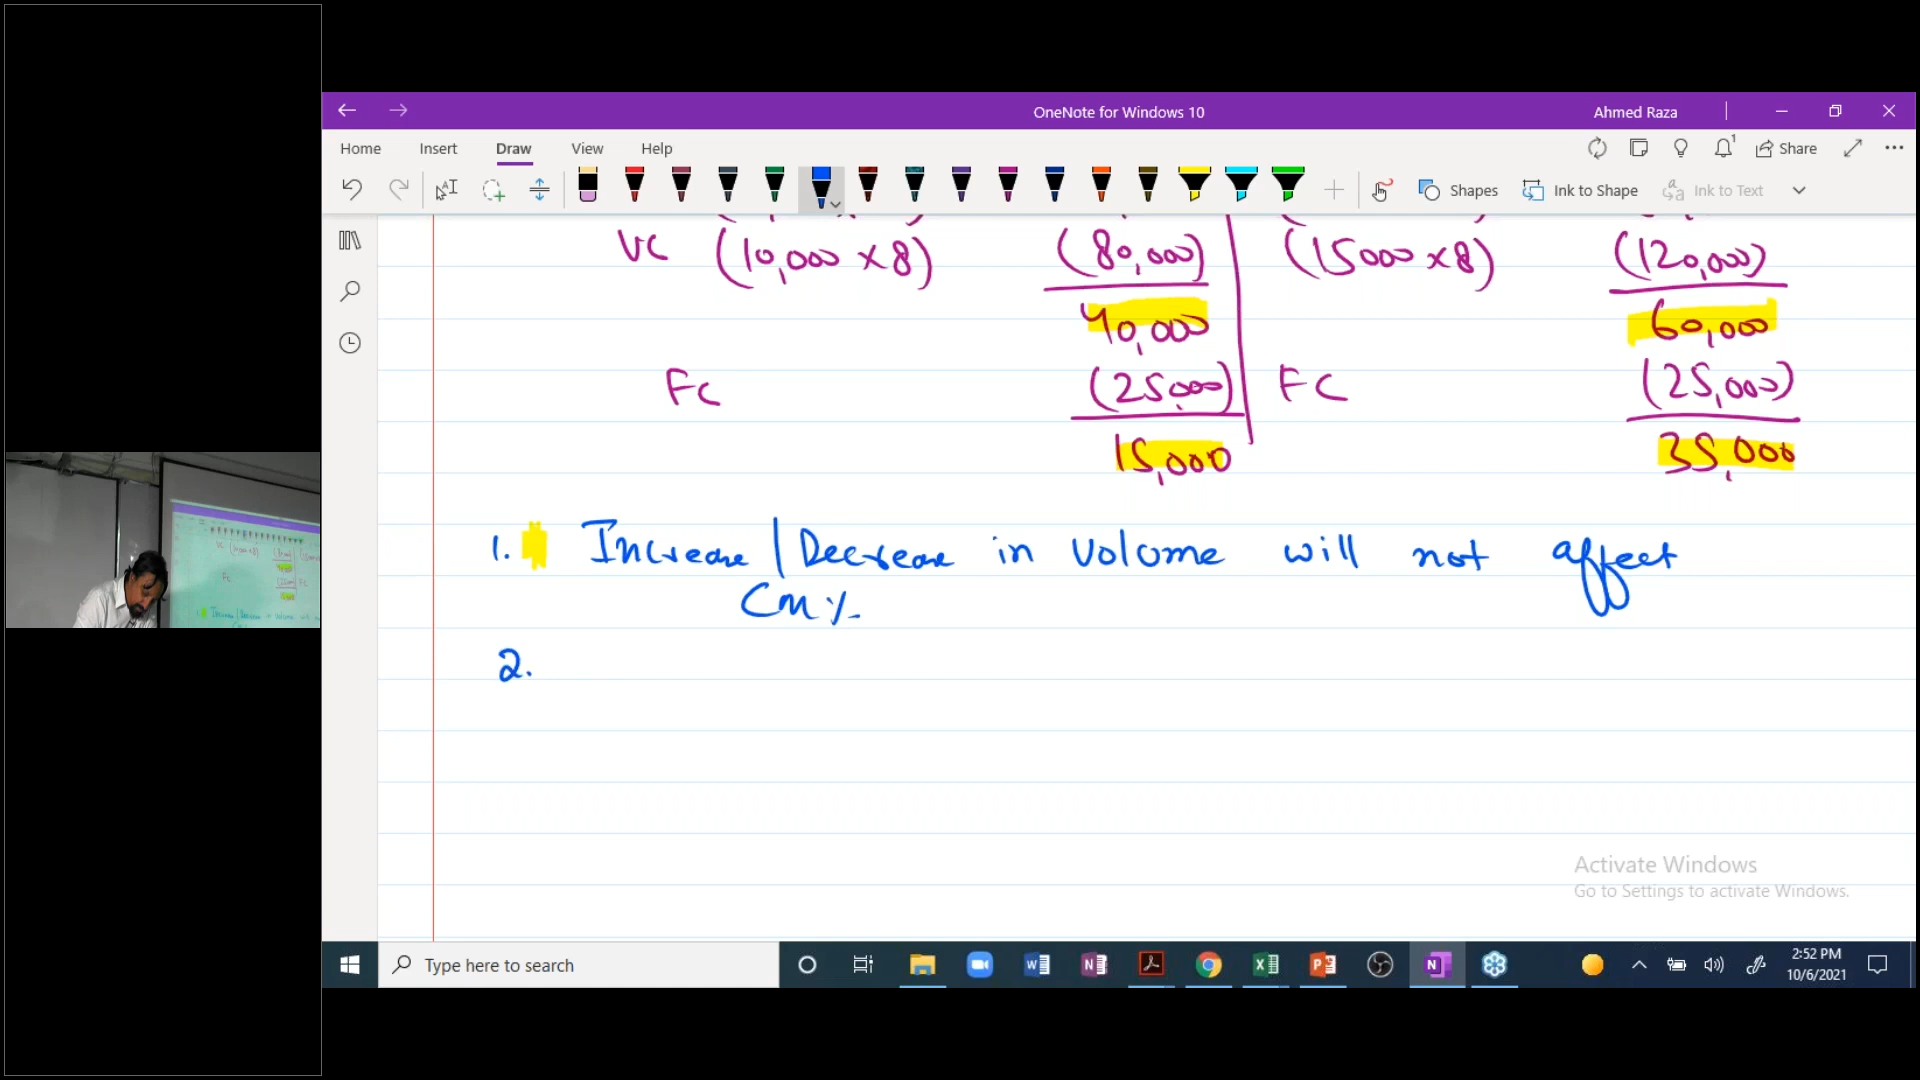 OneNote for Windows 10
Ahmed Raza
Home Insert Draw View Help
1
Share
Shapes
Ink to Shape
Ink to Text
VC (10,000 x 8) (80,000) (15000 x 8) (120,000)
40,000 60,000
FC (25,000) FC (25,000)
15,000 35,000
1. Increase / Decrease in volume will not affect
CM %
2.
Activate Windows
Go to Settings to activate Windows.
Type here to search
2:52 PM
10/6/2021